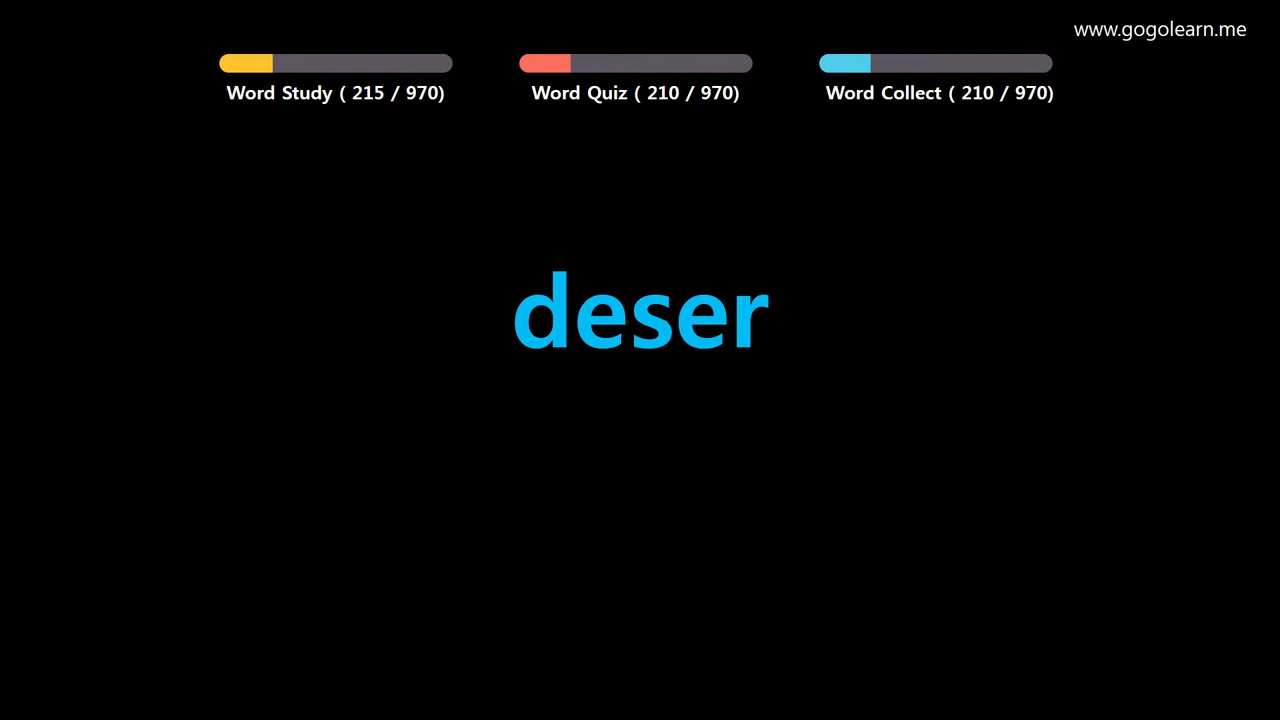 www.gogolearn.me
Word Study ( 215 / 970)
Word Quiz ( 210 / 970)
Word Collect ( 210 / 970)
deser